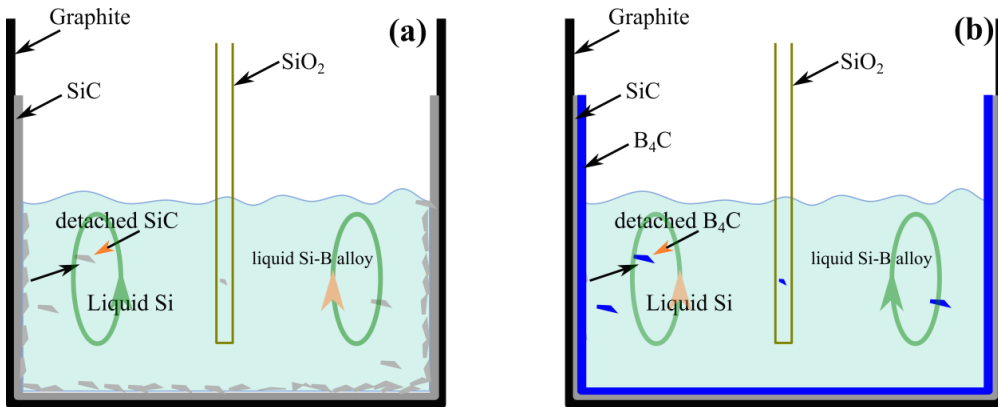 Graphite
(a)
SiO₂
SiC
detached SiC
liquid Si-B alloy
Liquid Si
Graphite
(b)
SiO₂
SiC
B₄C
detached B₄C
liquid Si-B alloy
Liquid Si